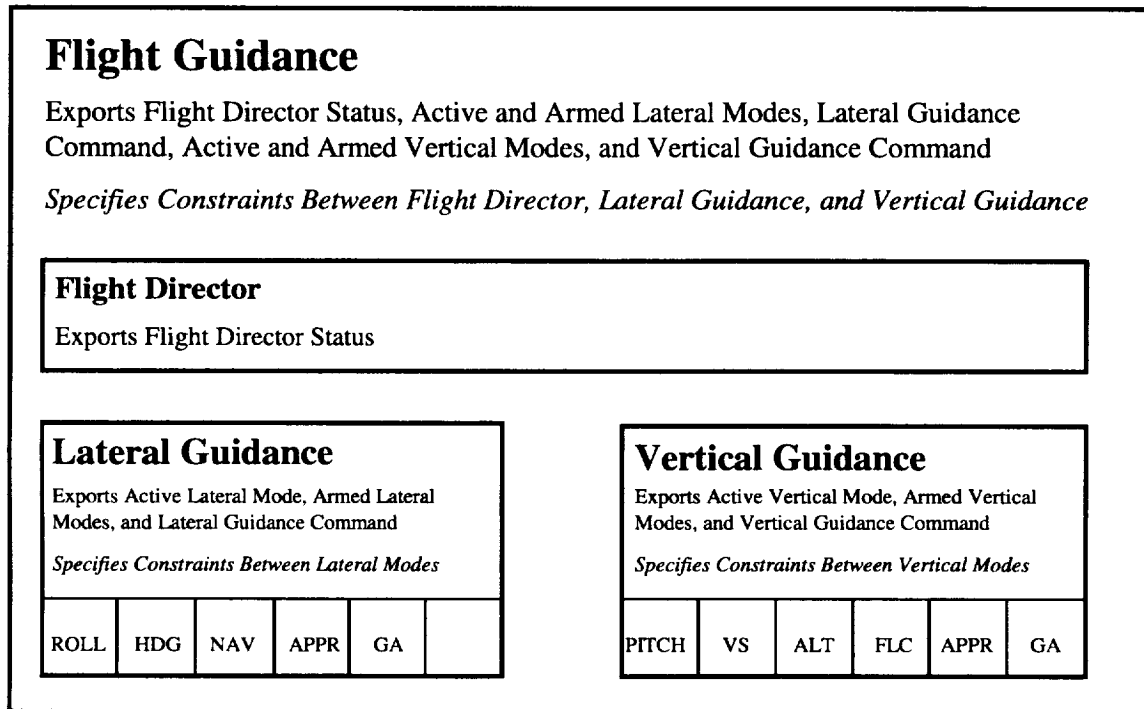 Flight Guidance
Exports Flight Director Status, Active and Armed Lateral Modes, Lateral Guidance
Command, Active and Armed Vertical Modes, and Vertical Guidance Command
Specifies Constraints Between Flight Director, Lateral Guidance, and Vertical Guidance
Flight Director
Exports Flight Director Status
Lateral Guidance
Exports Active Lateral Mode, Armed Lateral
Modes, and Lateral Guidance Command
Specifies Constraints Between Lateral Modes
ROLL HDG NAV APPR GA
Vertical Guidance
Exports Active Vertical Mode, Armed Vertical
Modes, and Vertical Guidance Command
Specifies Constraints Between Vertical Modes
PITCH VS ALT FLC APPR GA